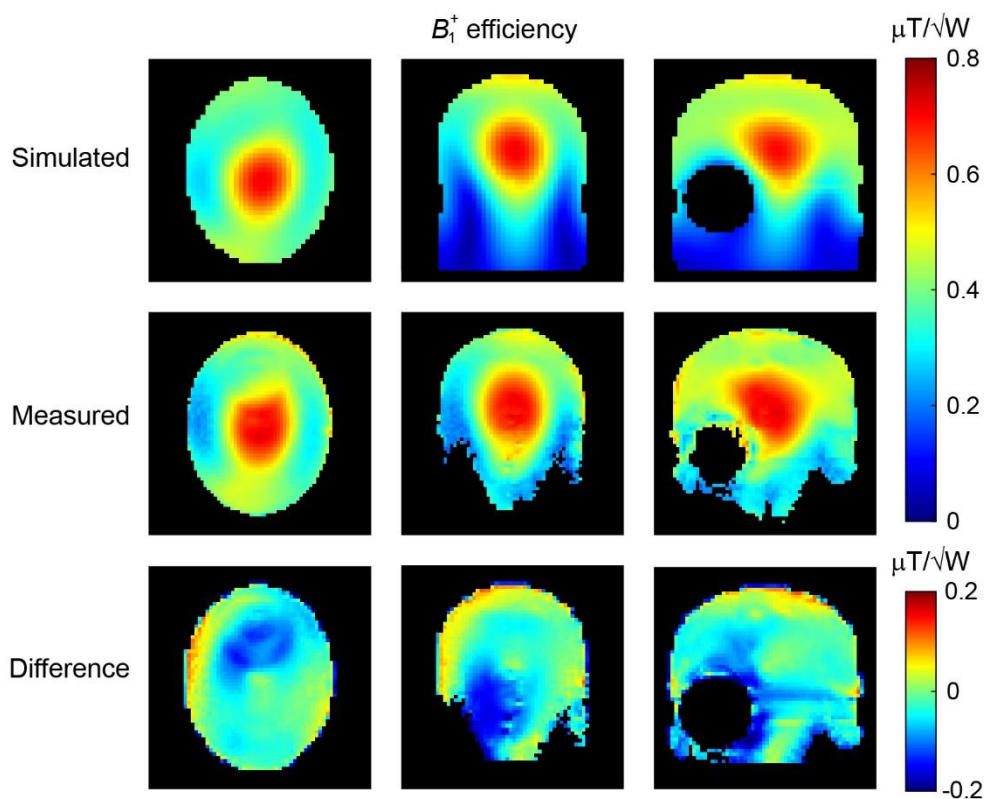 B₁⁺ efficiency
μT/√W
0.8
Simulated
0.6
0.4
Measured
0.2
0
μT/√W
0.2
Difference
0
-0.2